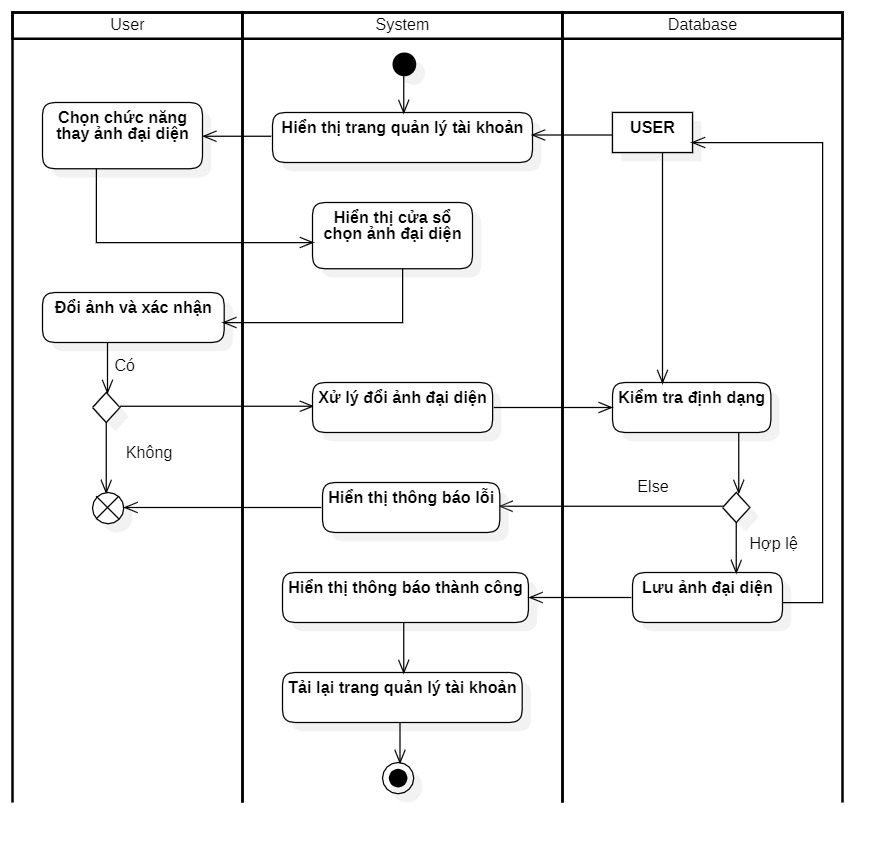 User
System
Database
Chọn chức năng
thay ảnh đại diện
Hiển thị trang quản lý tài khoản
USER
Hiển thị cửa sổ
chọn ảnh đại diện
Đổi ảnh và xác nhận
Có
Xử lý đổi ảnh đại diện
Kiểm tra định dạng
Không
Hiển thị thông báo lỗi
Else
Hợp lệ
Hiển thị thông báo thành công
Lưu ảnh đại diện
Tải lại trang quản lý tài khoản